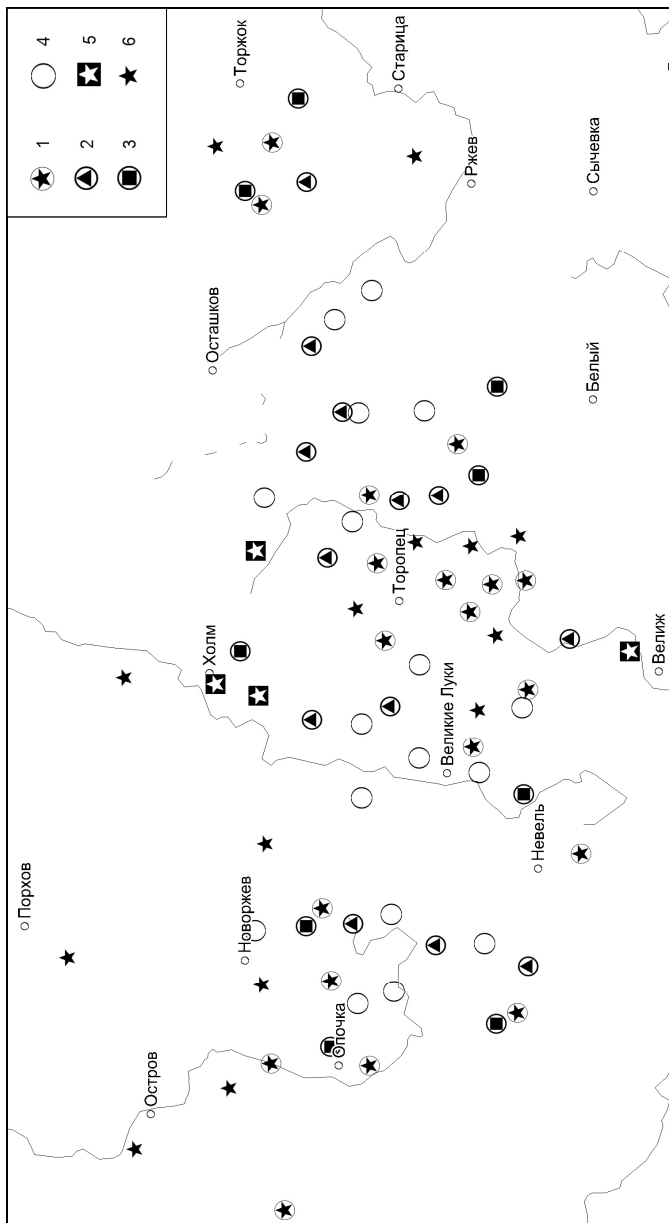 1 4
2 5
3 6
Порхов
Остров
Осташков
Торжок
Холм
Новоржев
Опочка
Торопец
Старица
Великие Луки
Ржев
Невель
Белый
Сычевка
Велиж